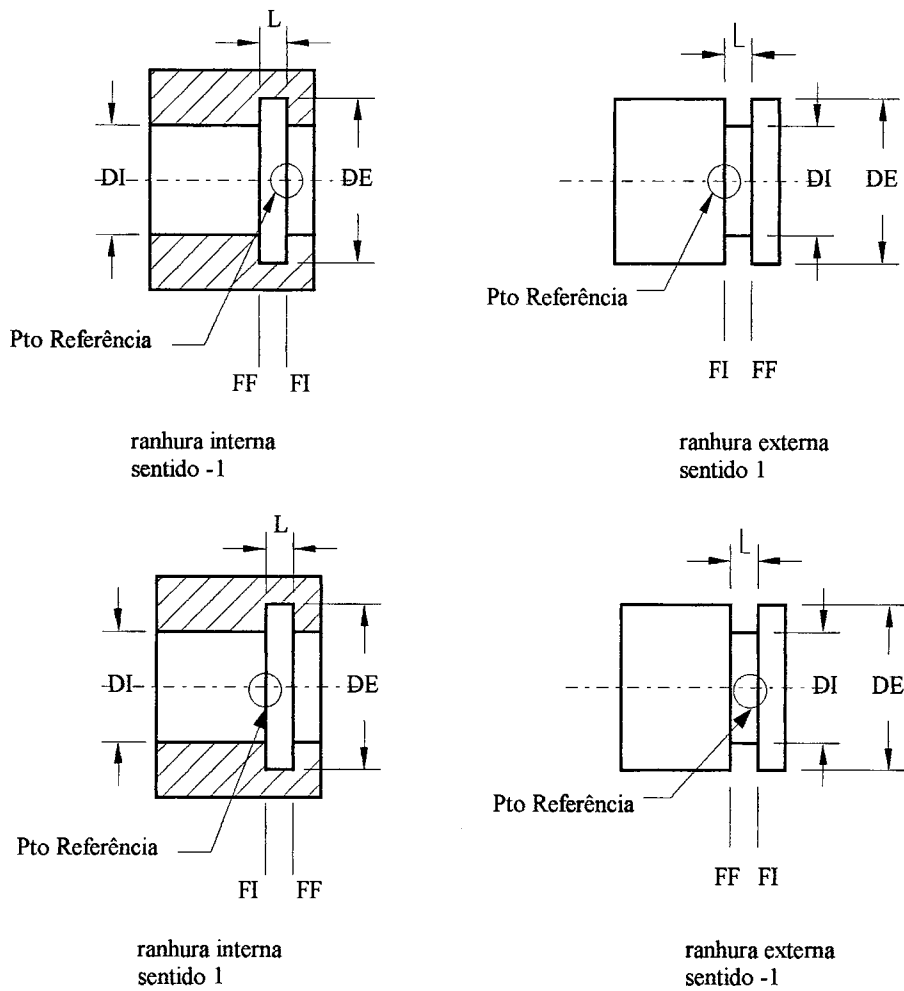 L
DI
DE
Pto Referência
FF FI
ranhura interna
sentido -1
L
DI
DE
Pto Referência
FI FF
ranhura externa
sentido 1
L
DI
DE
Pto Referência
FI FF
ranhura interna
sentido 1
L
DI
DE
Pto Referência
FF FI
ranhura externa
sentido -1